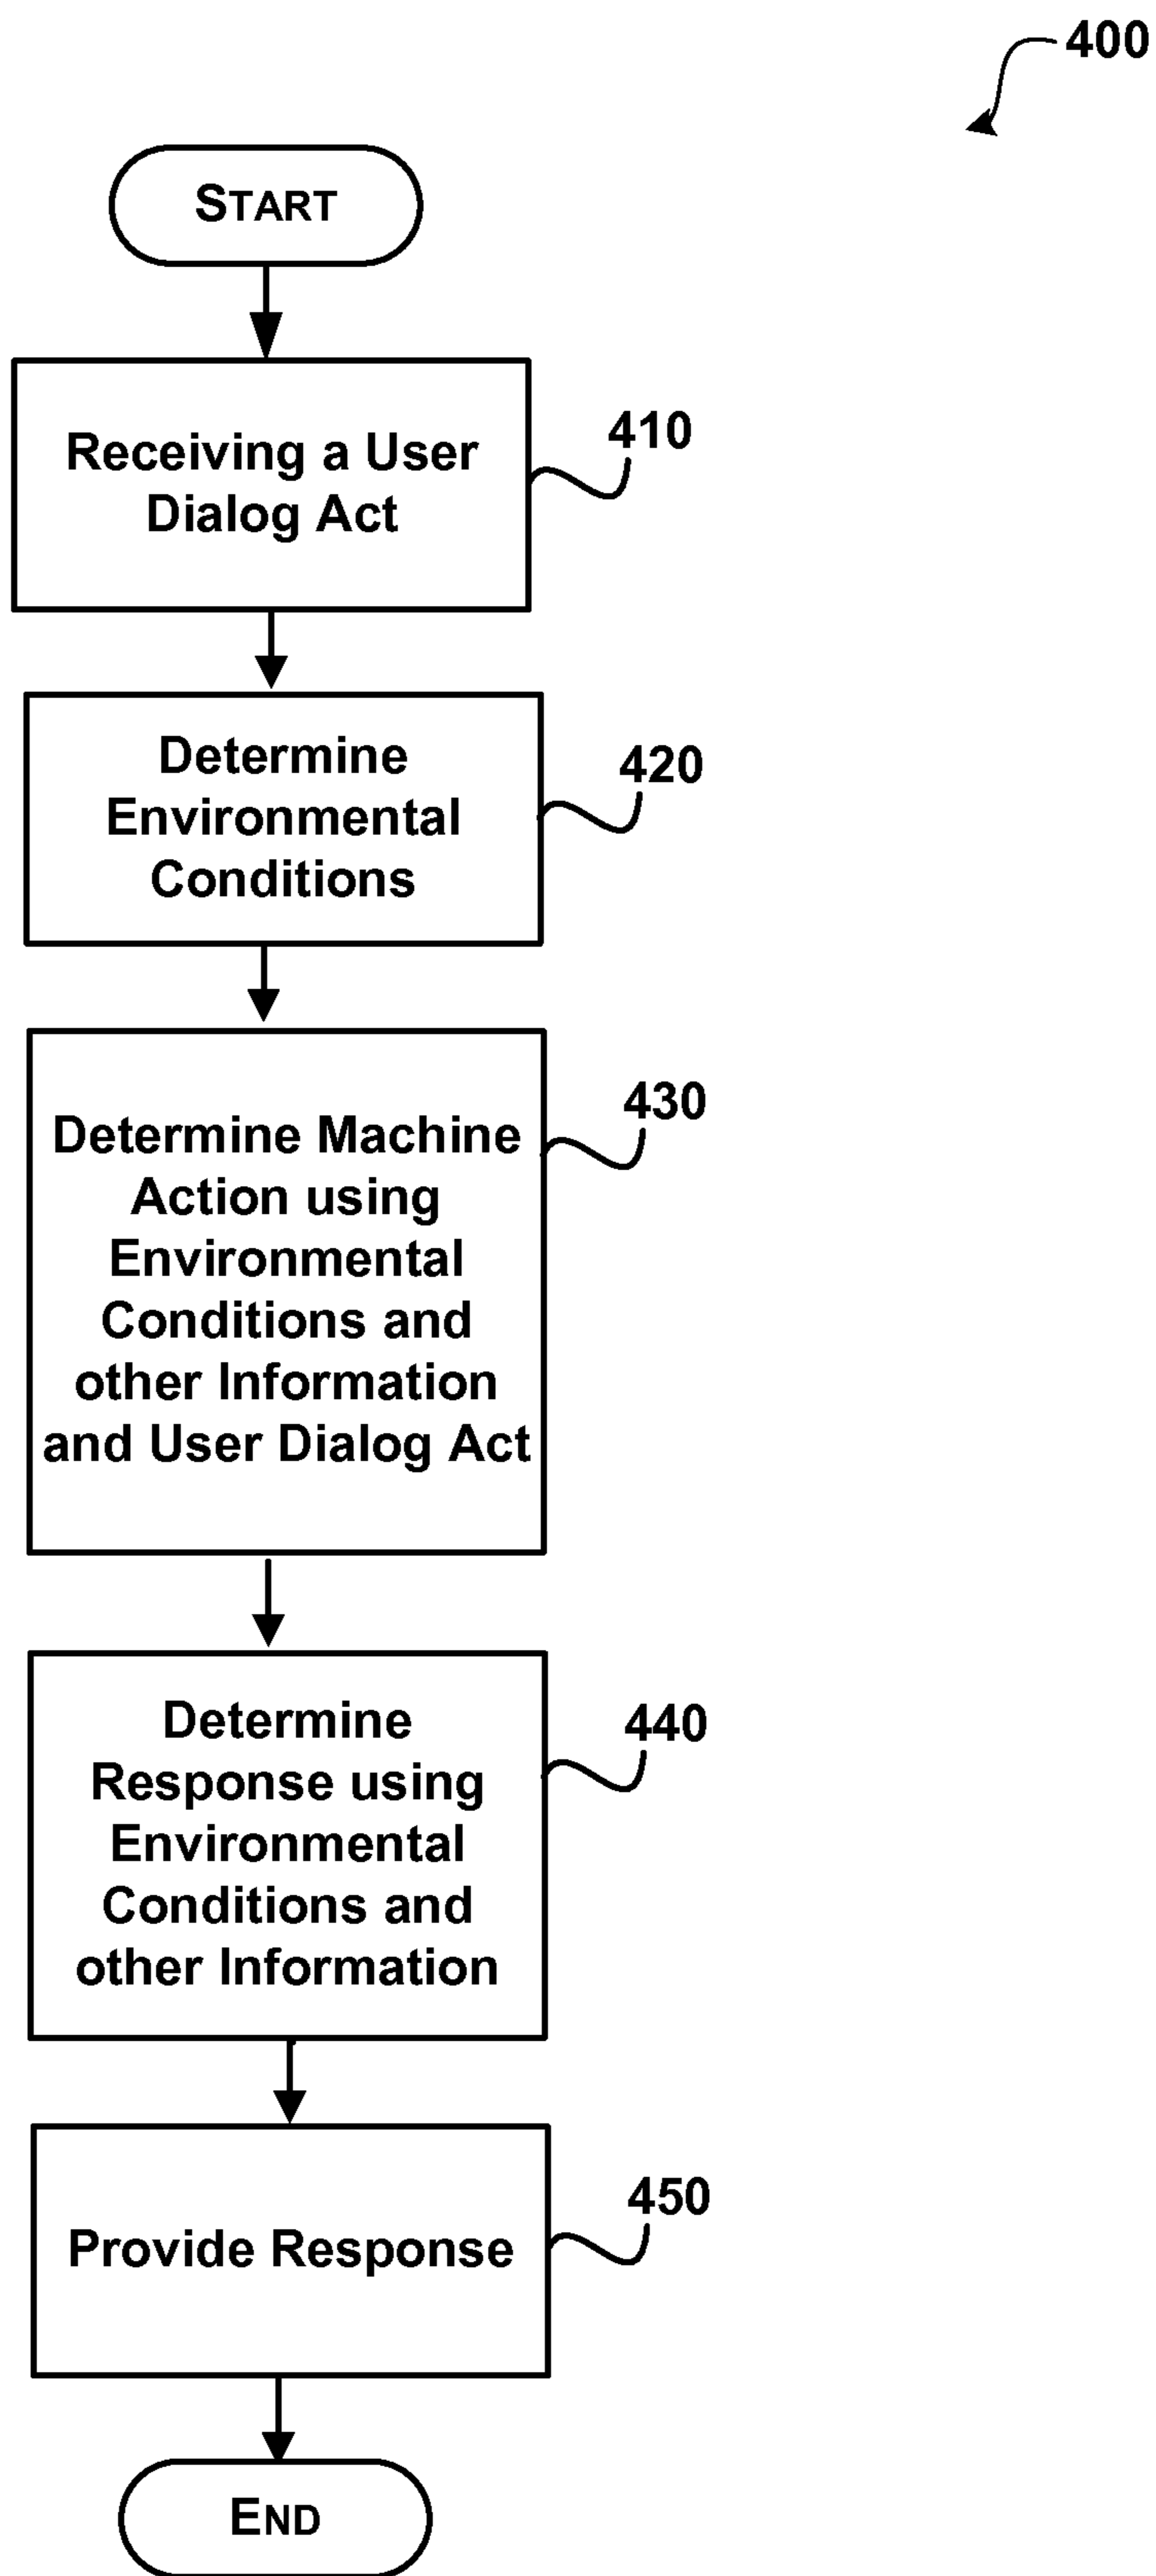 400
START
Receiving a User
Dialog Act
410
Determine
Environmental
Conditions
420
Determine Machine
Action using
Environmental
Conditions and
other Information
and User Dialog Act
430
Determine
Response using
Environmental
Conditions and
other Information
440
Provide Response
450
END